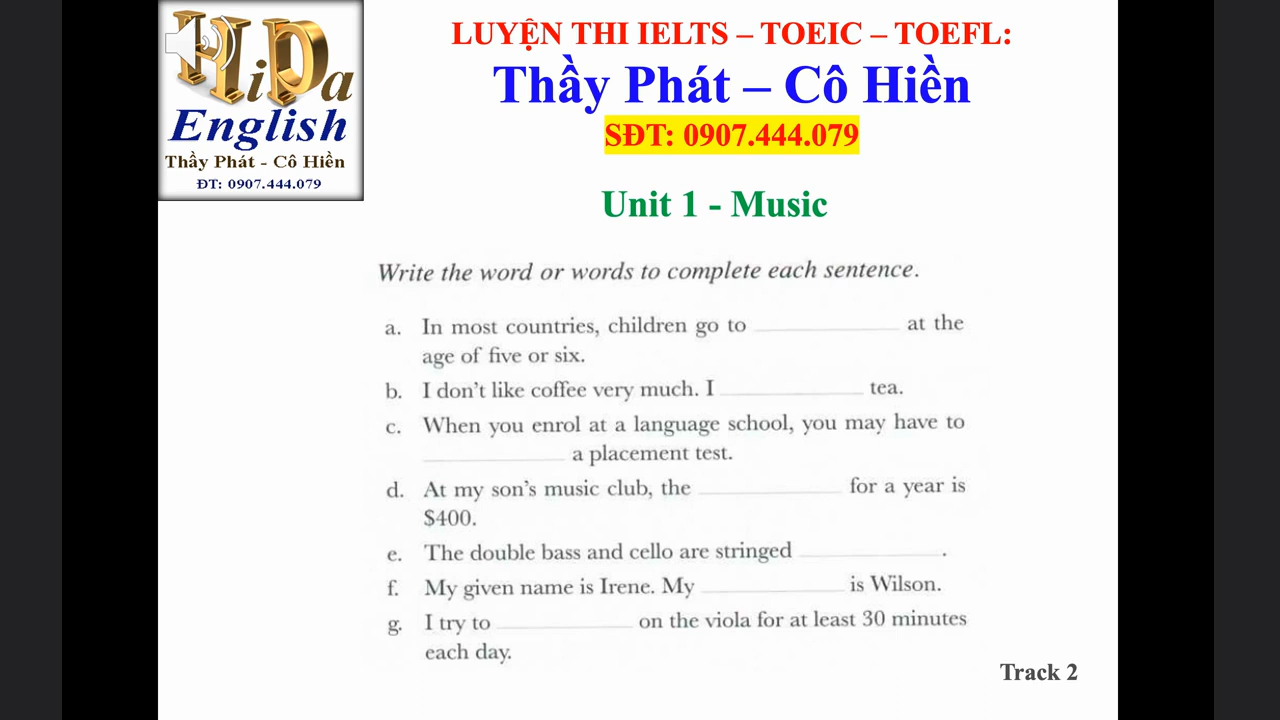 HiDa
English
Thầy Phát - Cô Hiền
ĐT: 0907.444.079
LUYỆN THI IELTS – TOEIC – TOEFL:
Thầy Phát – Cô Hiền
SĐT: 0907.444.079
Unit 1 - Music
Write the word or words to complete each sentence.
a. In most countries, children go to ____________ at the
age of five or six.
b. I don't like coffee very much. I ____________ tea.
c. When you enrol at a language school, you may have to
____________ a placement test.
d. At my son's music club, the ____________ for a year is
$400.
e. The double bass and cello are stringed ____________.
f. My given name is Irene. My ____________ is Wilson.
g. I try to ____________ on the viola for at least 30 minutes
each day.
Track 2